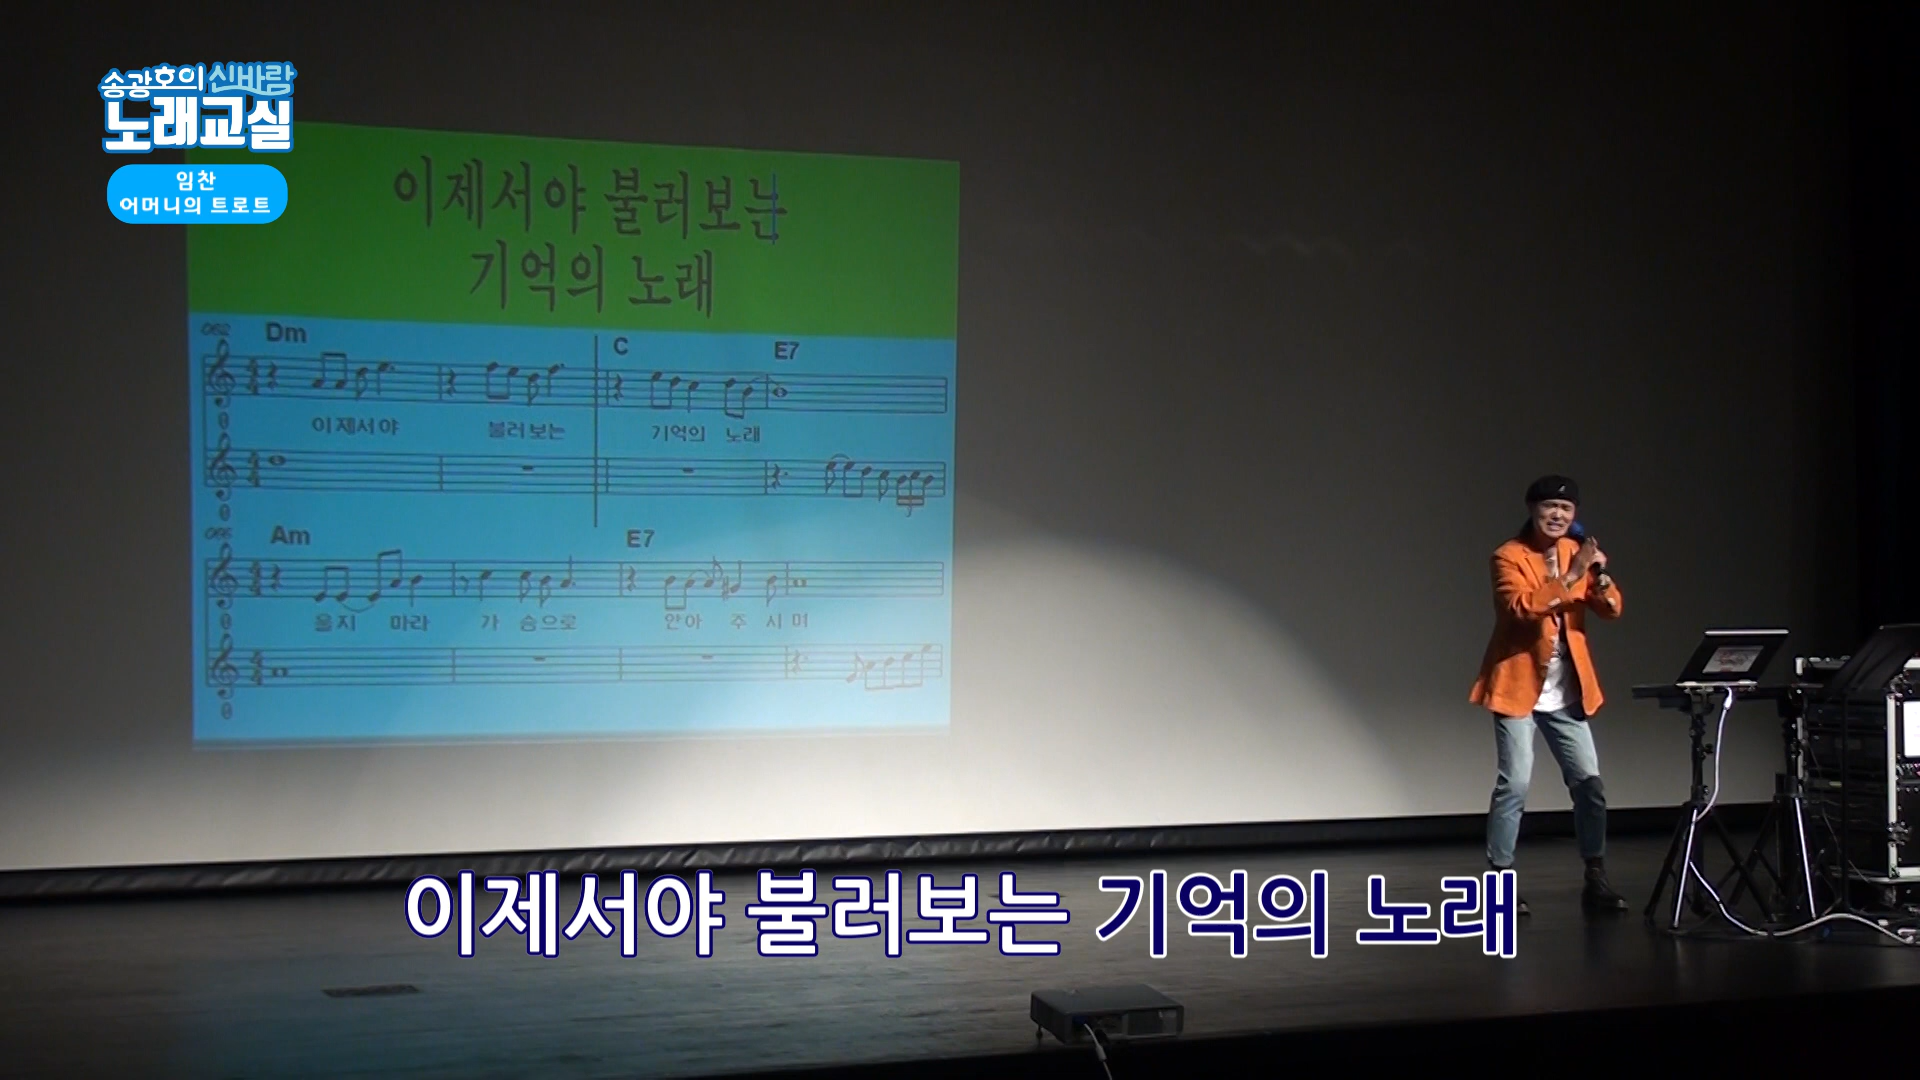 송광호의 신바람
노래교실
임찬
어머니의 트로트
이제서야 불러보는
기억의 노래
062 Dm C E7
이제서야 불러보는 기억의 노래
066 Am E7
울지 마라 가 슴으로 안아 주 시 며
이제서야 불러보는 기억의 노래